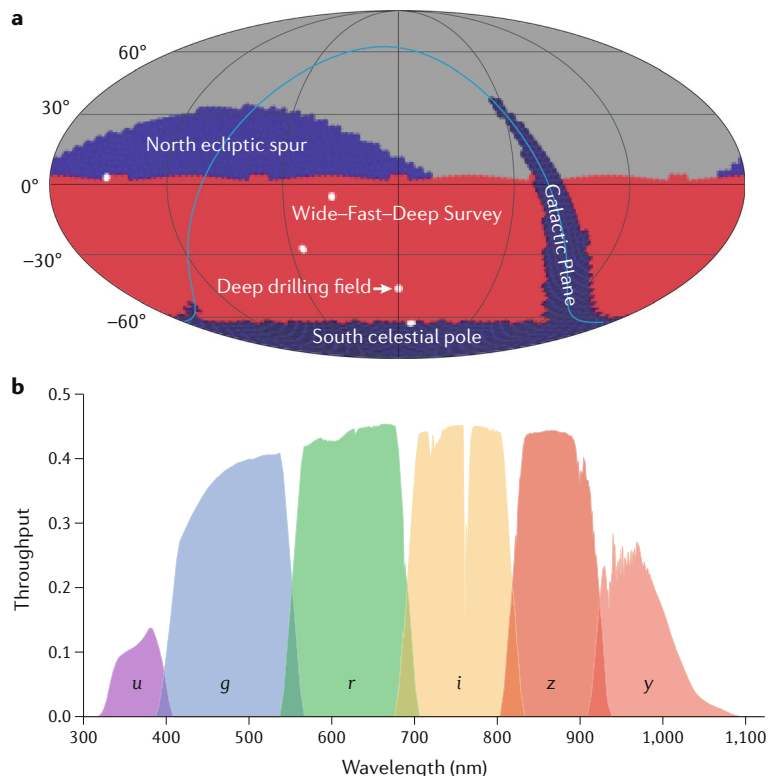 a
60°
30°
North ecliptic spur
0°
Wide–Fast–Deep Survey
Galactic Plane
–30°
Deep drilling field
–60°
South celestial pole
b
0.5
0.4
0.3
0.2
0.1
0.0
Throughput
u g r i z y
300 400 500 600 700 800 900 1,000 1,100
Wavelength (nm)